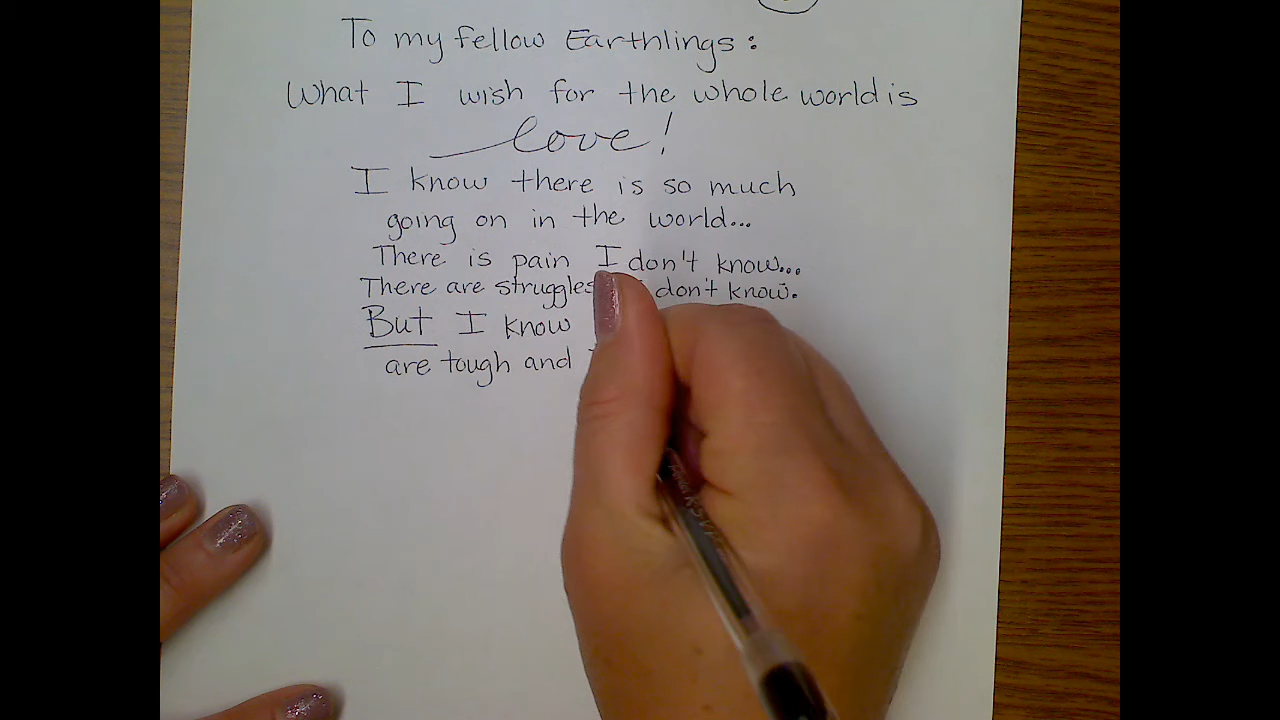 To my fellow Earthlings:
What I wish for the whole world is
love!
I know there is so much
going on in the world...
There is pain I don't know...
There are struggles don't know.
But I know
are tough and